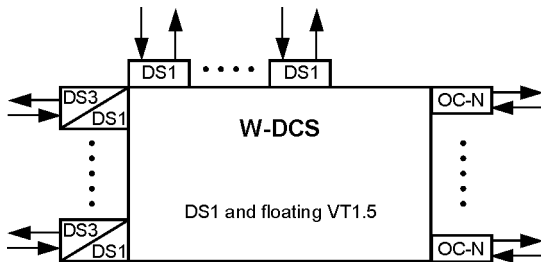 DS1 DS1
DS3
DS1
OC-N
W-DCS
DS1 and floating VT1.5
DS3
DS1
OC-N